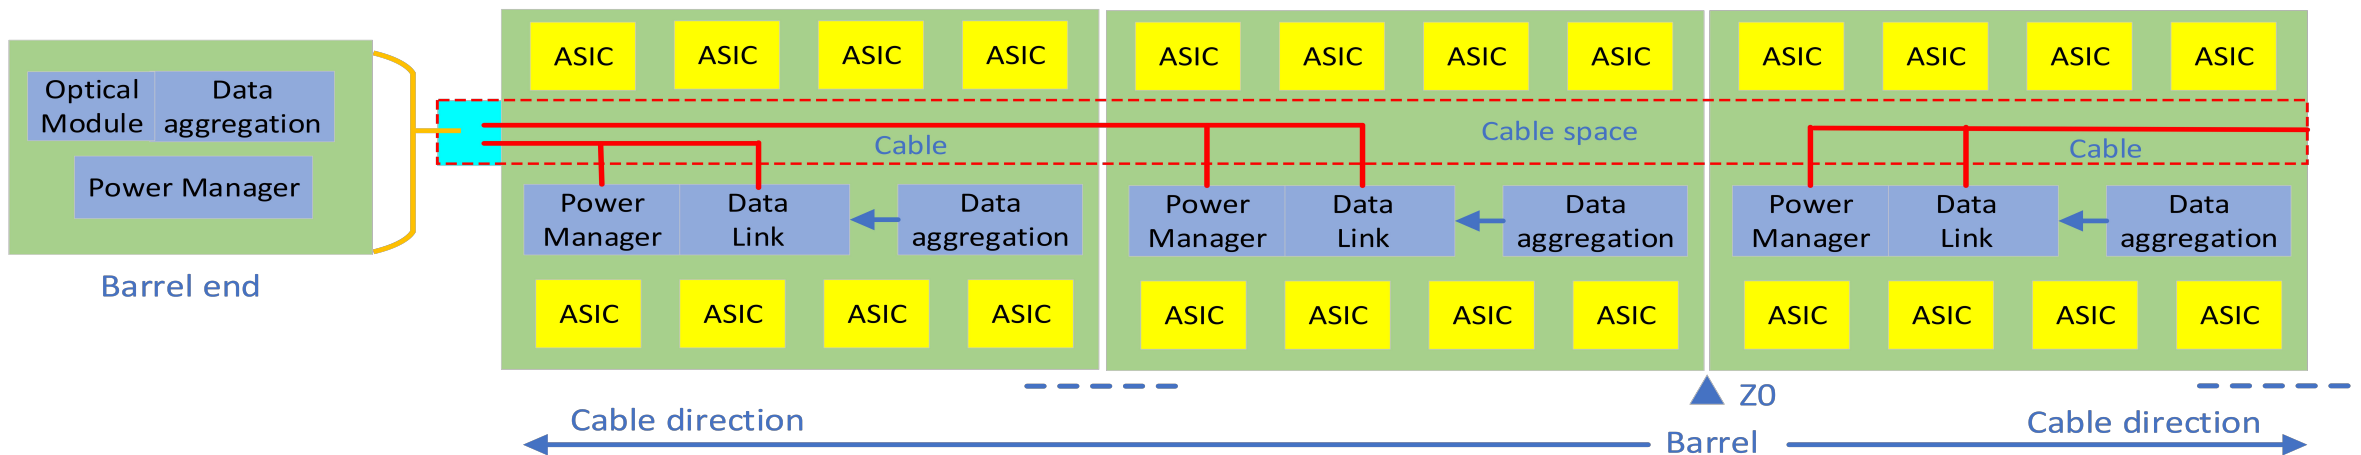 Optical
Module
Data
aggregation
Power Manager
Barrel end
ASIC ASIC ASIC ASIC
Cable
Power
Manager
Data
Link
Data
aggregation
ASIC ASIC ASIC ASIC
ASIC ASIC ASIC ASIC
Cable space
Power
Manager
Data
Link
Data
aggregation
ASIC ASIC ASIC ASIC
ASIC ASIC ASIC ASIC
Cable
Power
Manager
Data
Link
Data
aggregation
ASIC ASIC ASIC ASIC
Z0
Cable direction
Barrel
Cable direction